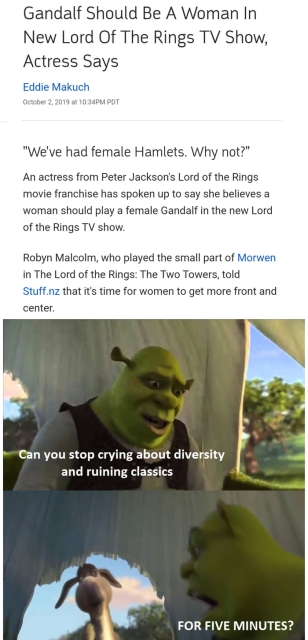 Gandalf Should Be A Woman In
New Lord Of The Rings TV Show,
Actress Says
Eddie Makuch
October 2, 2019 at 10:34PM PDT
"We've had female Hamlets. Why not?"
An actress from Peter Jackson's Lord of the Rings
movie franchise has spoken up to say she believes a
woman should play a female Gandalf in the new Lord
of the Rings TV show.
Robyn Malcolm, who played the small part of Morwen
in The Lord of the Rings: The Two Towers, told
Stuff.nz that it's time for women to get more front and
center.
Can you stop crying about diversity
and ruining classics
FOR FIVE MINUTES?